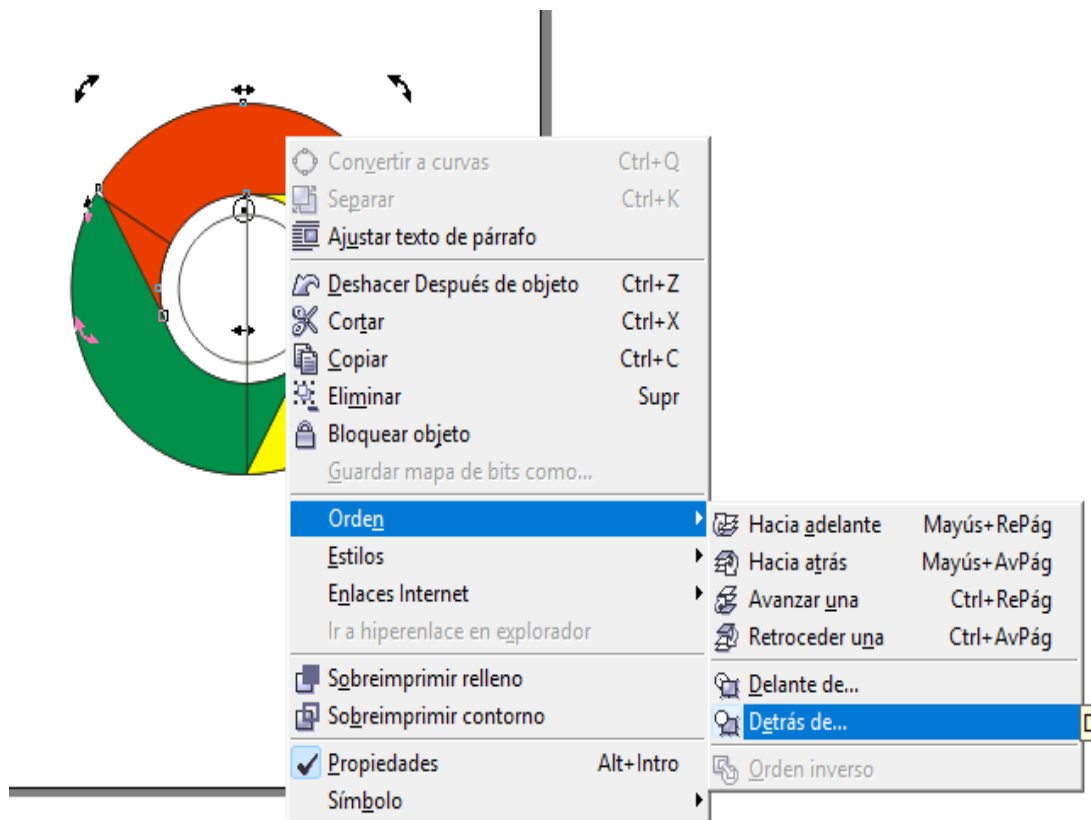 Convertir a curvas Ctrl+Q
Separar Ctrl+K
Ajustar texto de párrafo
Deshacer Después de objeto Ctrl+Z
Cortar Ctrl+X
Copiar Ctrl+C
Eliminar Supr
Bloquear objeto
Guardar mapa de bits como...
Orden
Estilos
Enlaces Internet
Ir a hiperenlace en explorador
Sobreimprimir relleno
Sobreimprimir contorno
Propiedades Alt+Intro
Símbolo
Hacia adelante Mayús+RePág
Hacia atrás Mayús+AvPág
Avanzar una Ctrl+RePág
Retroceder una Ctrl+AvPág
Delante de...
Detrás de...
Orden inverso